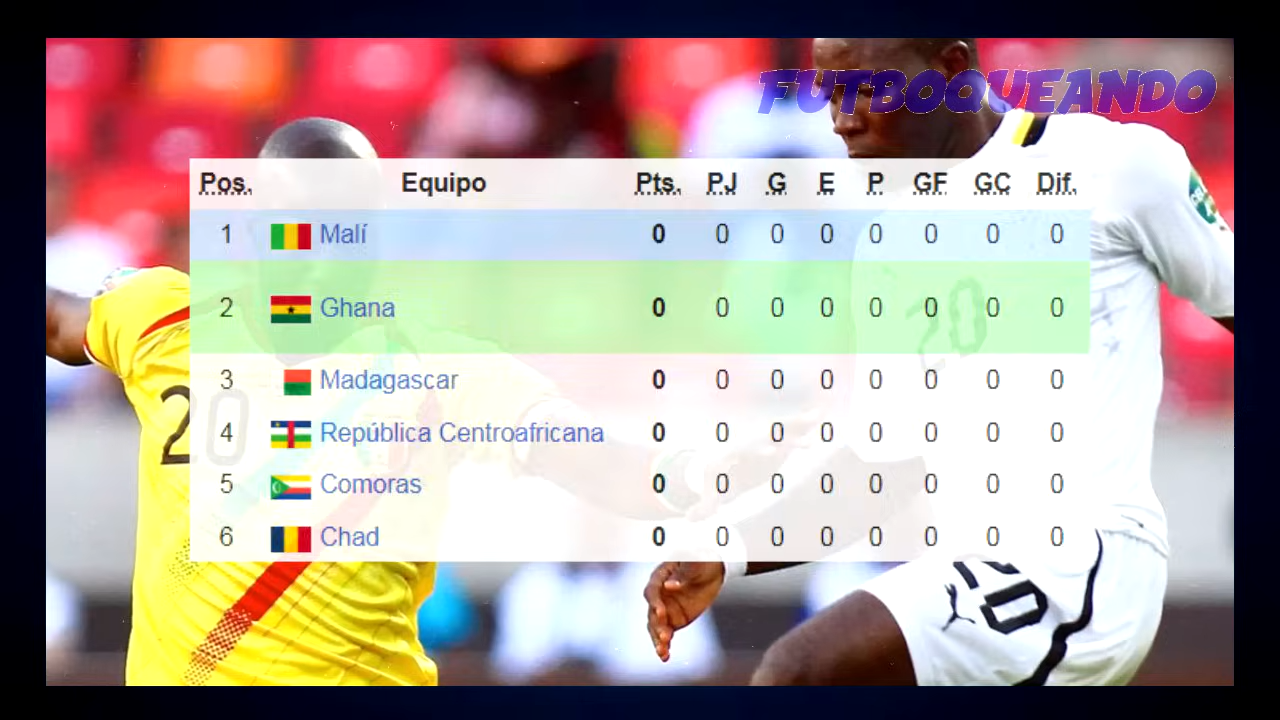 FUTBOQUEANDO
Pos. Equipo Pts. PJ G E P GF GC Dif.
1 Malí 0 0 0 0 0 0 0 0
2 Ghana 0 0 0 0 0 0 0 0
3 Madagascar 0 0 0 0 0 0 0 0
4 República Centroafricana 0 0 0 0 0 0 0 0
5 Comoras 0 0 0 0 0 0 0 0
6 Chad 0 0 0 0 0 0 0 0
20
20
20